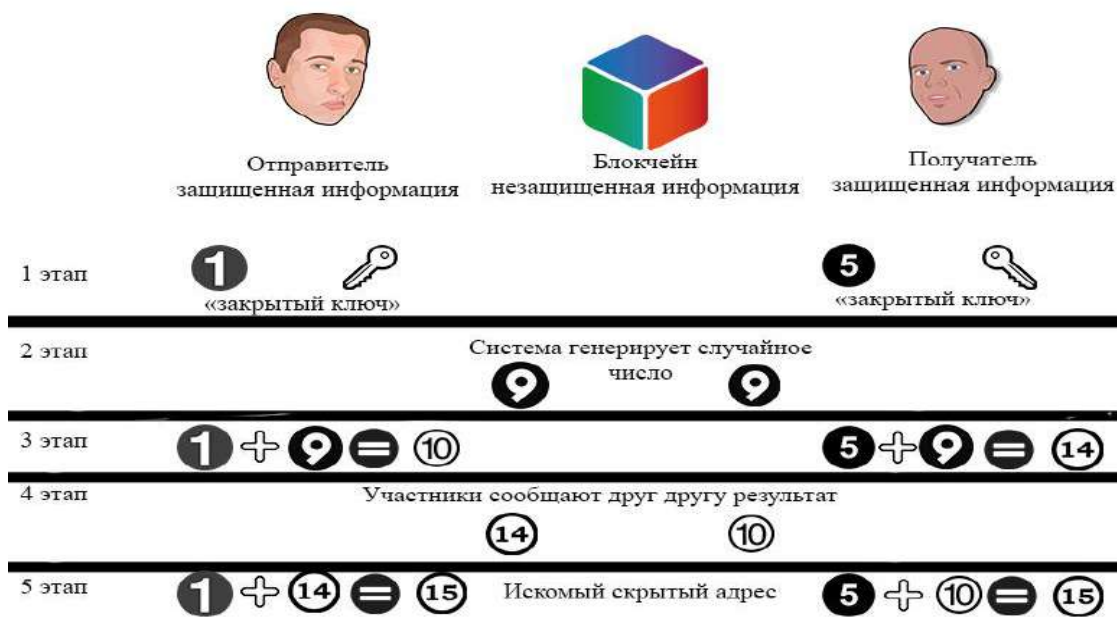 Отправитель
зашищенная информация
Блокчейн
незащищенная информация
Получатель
защищенная информация
1 этап
1
«закрытый ключ»
5
«закрытый ключ»
2 этап
Система генерирует случайное
число
9 9
3 этап
1 + 9 = 10
5 + 9 = 14
4 этап
Участники сообщают друг другу результат
14 10
5 этап
1 + 14 = 15
Искомый скрытый адрес
5 + 10 = 15